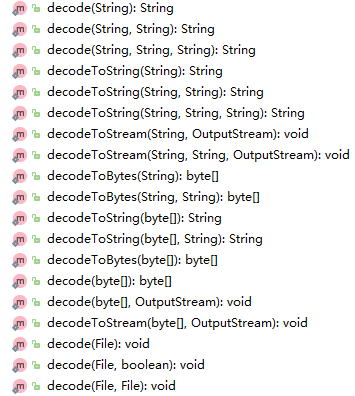 decode(String): String
decode(String, String): String
decode(String, String, String): String
decodeToString(String): String
decodeToString(String, String): String
decodeToString(String, String, String): String
decodeToStream(String, OutputStream): void
decodeToStream(String, String, OutputStream): void
decodeToBytes(String): byte[]
decodeToBytes(String, String): byte[]
decodeToString(byte[]): String
decodeToString(byte[], String): String
decodeToBytes(byte[]): byte[]
decode(byte[]): byte[]
decode(byte[], OutputStream): void
decodeToStream(byte[], OutputStream): void
decode(File): void
decode(File, boolean): void
decode(File, File): void